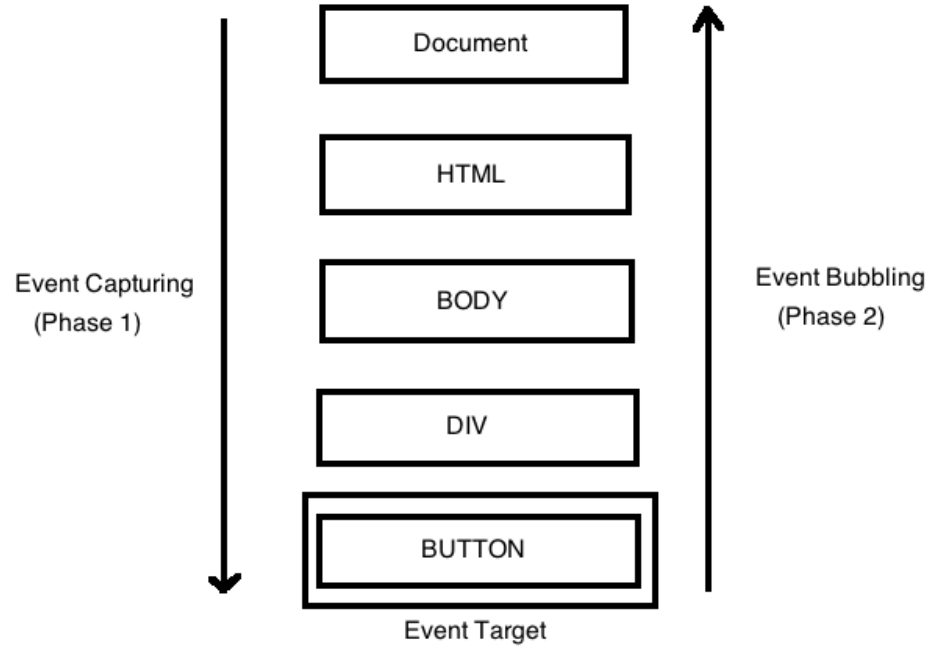 Document
HTML
Event Capturing
(Phase 1)
BODY
Event Bubbling
(Phase 2)
DIV
BUTTON
Event Target